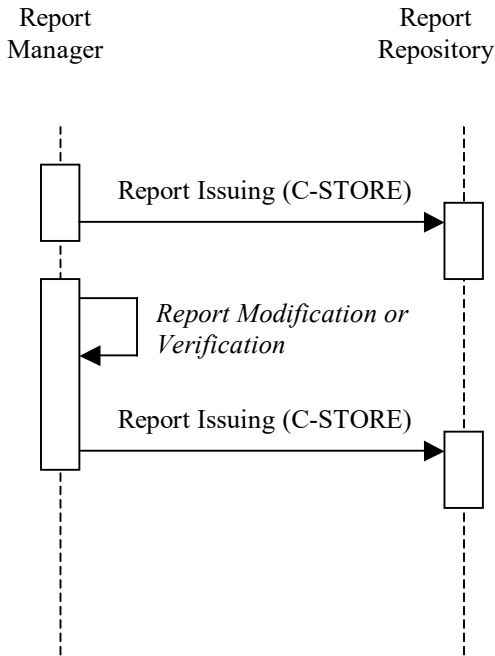 Report
Manager
Report
Repository
Report Issuing (C-STORE)
Report Modification or
Verification
Report Issuing (C-STORE)